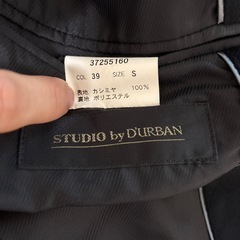 37255160
COL 39 SIZE S
表地 カシミヤ 100%
裏地 ポリエステル
STUDIO by D'URBAN